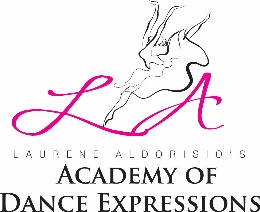 LA
LAURENE ALDORISIO'S
ACADEMY OF
DANCE EXPRESSIONS